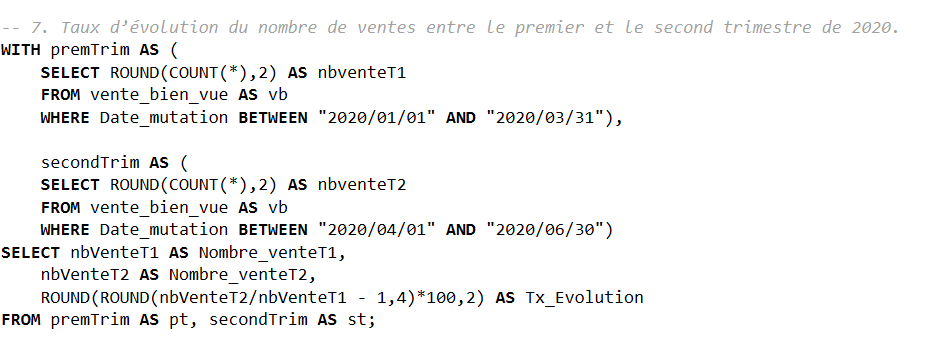 -- 7. Taux d’évolution du nombre de ventes entre le premier et le second trimestre de 2020.
WITH premTrim AS (
    SELECT ROUND(COUNT(*),2) AS nbventeT1
    FROM vente_bien_vue AS vb
    WHERE Date_mutation BETWEEN "2020/01/01" AND "2020/03/31"),

    secondTrim AS (
    SELECT ROUND(COUNT(*),2) AS nbventeT2
    FROM vente_bien_vue AS vb
    WHERE Date_mutation BETWEEN "2020/04/01" AND "2020/06/30")
SELECT nbVenteT1 AS Nombre_venteT1,
    nbVenteT2 AS Nombre_venteT2,
    ROUND(ROUND(nbVenteT2/nbVenteT1 - 1,4)*100,2) AS Tx_Evolution
FROM premTrim AS pt, secondTrim AS st;